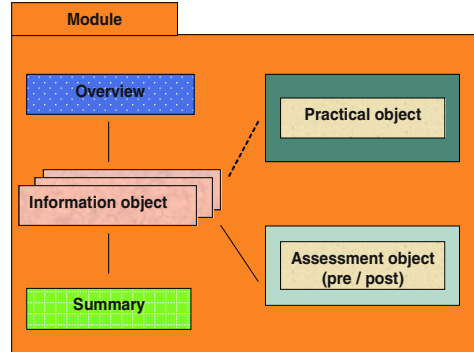 Module
Overview
Practical object
Information object
Assessment object
(pre / post)
Summary